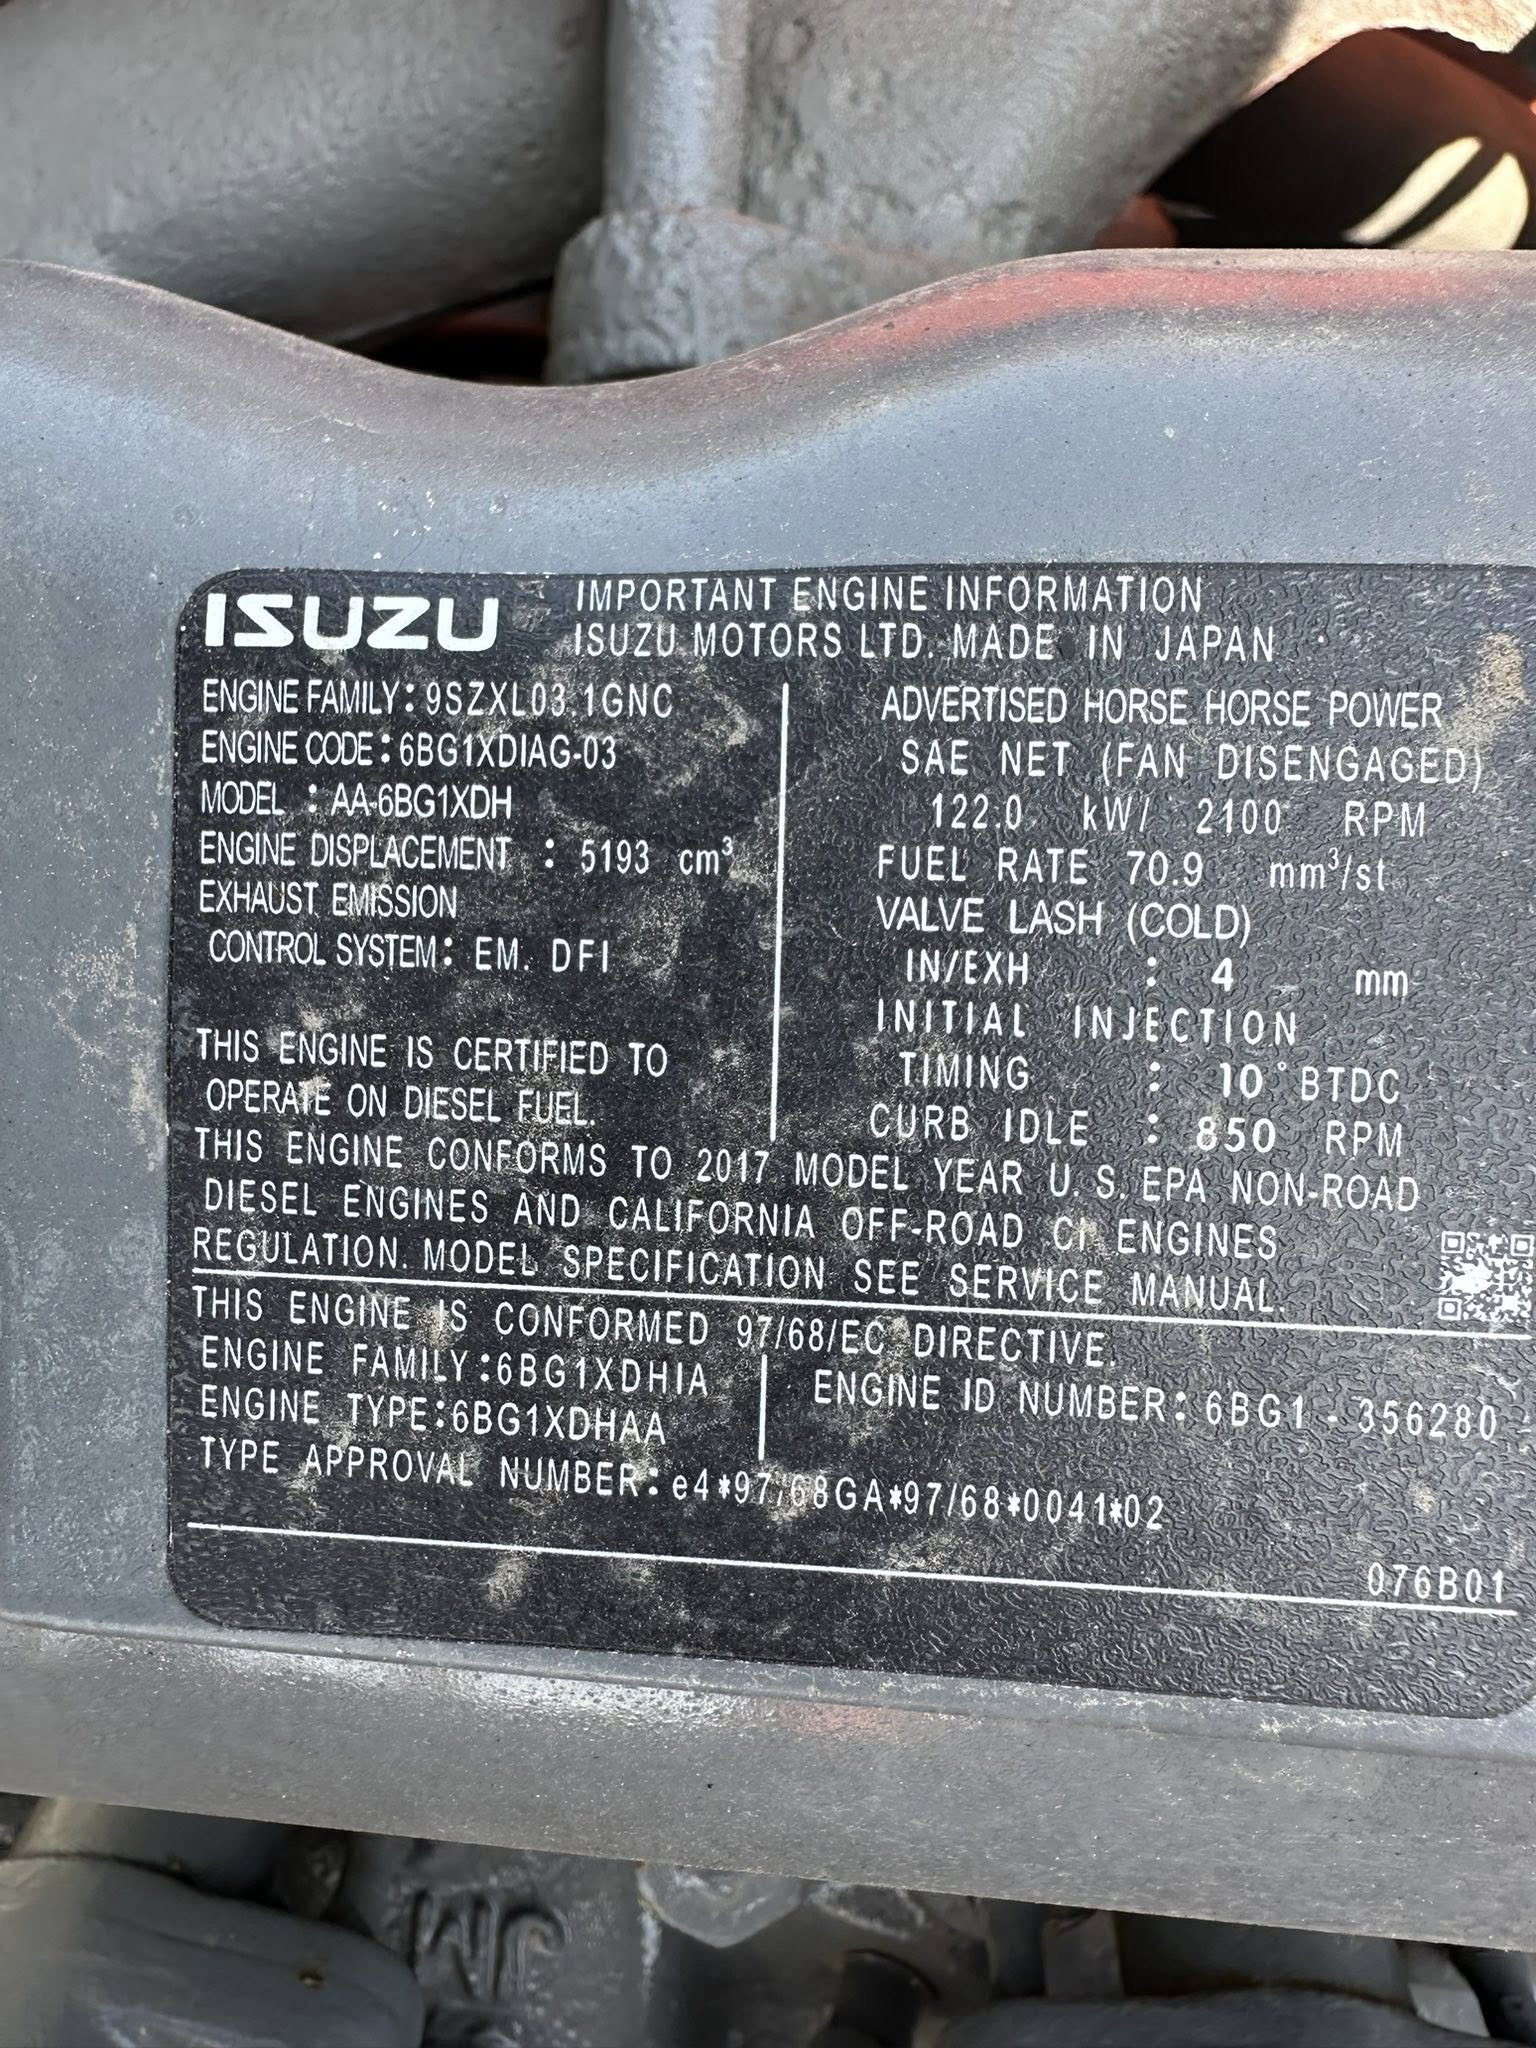 ISUZU
IMPORTANT ENGINE INFORMATION
ISUZU MOTORS LTD. MADE IN JAPAN
ENGINE FAMILY: 9SZXL03.1GNC
ENGINE CODE: 6BG1XDIAG-03
MODEL : AA-6BG1XDH
ENGINE DISPLACEMENT : 5193 cm³
EXHAUST EMISSION
CONTROL SYSTEM: EM. DFI
THIS ENGINE IS CERTIFIED TO
OPERATE ON DIESEL FUEL.
ADVERTISED HORSE HORSE POWER
SAE NET (FAN DISENGAGED)
122.0 kW/ 2100 RPM
FUEL RATE 70.9 mm³/st
VALVE LASH (COLD)
IN/EXH : 4 mm
INITIAL INJECTION
TIMING : 10° BTDC
CURB IDLE : 850 RPM
THIS ENGINE CONFORMS TO 2017 MODEL YEAR U.S.EPA NON-ROAD
DIESEL ENGINES AND CALIFORNIA OFF-ROAD CI ENGINES
REGULATION. MODEL SPECIFICATION SEE SERVICE MANUAL.
THIS ENGINE IS CONFORMED 97/68/EC DIRECTIVE.
ENGINE FAMILY:6BG1XDHIA
ENGINE TYPE:6BG1XDHAA
ENGINE ID NUMBER: 6BG1 - 356280
TYPE APPROVAL NUMBER: e4*97/68GA*97/68*0041*02
076B01